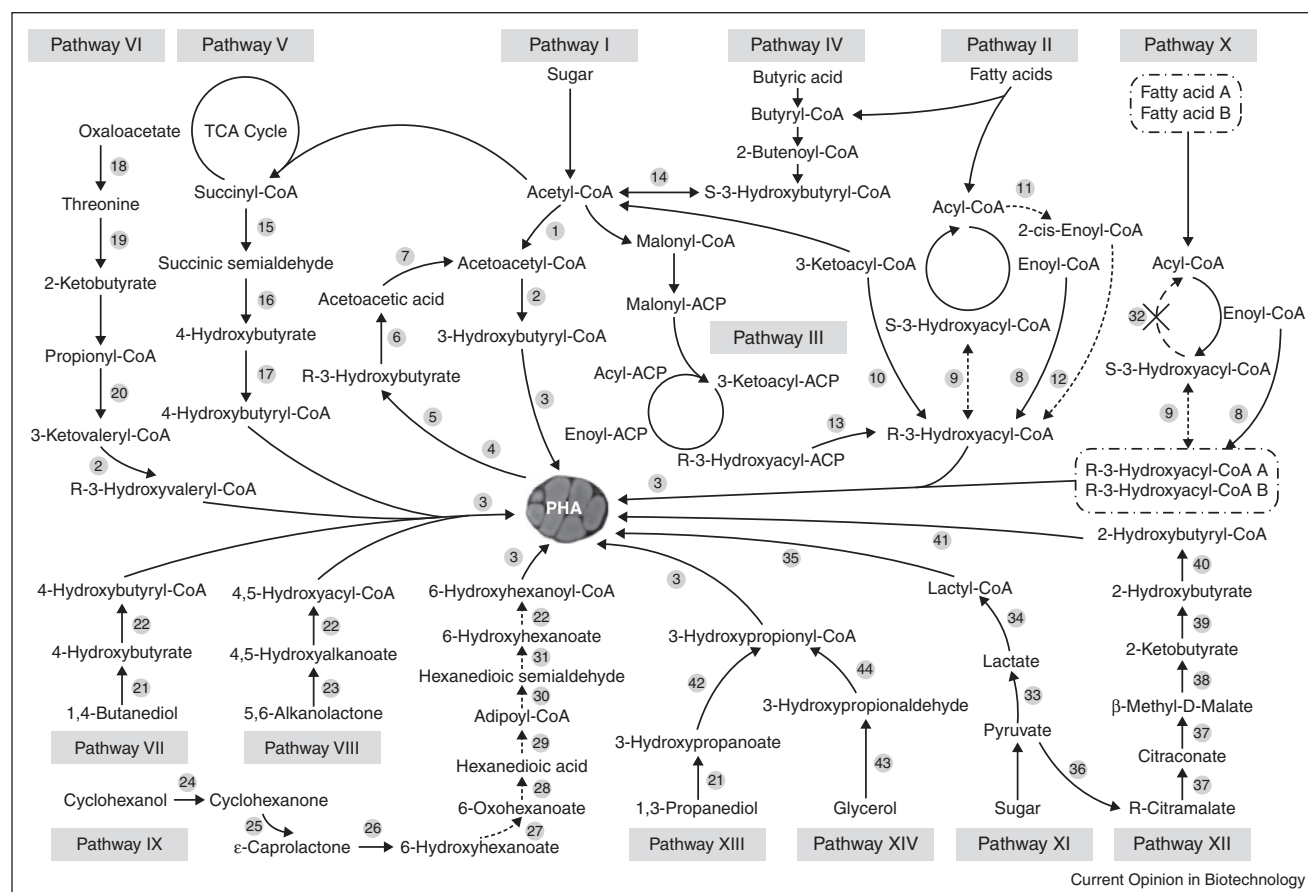 Pathway VI
Pathway V
Pathway I
Pathway IV
Pathway II
Pathway X
Sugar
Butyric acid
Fatty acids
Fatty acid A
Fatty acid B
Butyryl-CoA
Oxaloacetate
TCA Cycle
2-Butenoyl-CoA
18
Succinyl-CoA
Acetyl-CoA
14
S-3-Hydroxybutyryl-CoA
11
Threonine
Acyl-CoA
15
1
2-cis-Enoyl-CoA
19
Malonyl-CoA
7
Succinic semialdehyde
Acetoacetyl-CoA
3-Ketoacyl-CoA
Enoyl-CoA
Acyl-CoA
2-Ketobutyrate
16
Acetoacetic acid
2
Malonyl-ACP
4-Hydroxybutyrate
3-Hydroxybutyryl-CoA
Pathway III
S-3-Hydroxyacyl-CoA
32
Enoyl-CoA
6
Propionyl-CoA
17
R-3-Hydroxybutyrate
Acyl-ACP
3-Ketoacyl-ACP
10
9
8
12
S-3-Hydroxyacyl-CoA
20
4-Hydroxybutyryl-CoA
5
3
13
9
8
3-Ketovaleryl-CoA
Enoyl-ACP
R-3-Hydroxyacyl-CoA
2
4
R-3-Hydroxyacyl-ACP
R-3-Hydroxyacyl-CoA A
R-3-Hydroxyacyl-CoA B
R-3-Hydroxyvaleryl-CoA
3
3
PHA
41
2-Hydroxybutyryl-CoA
3
3
35
40
4-Hydroxybutyryl-CoA
4,5-Hydroxyacyl-CoA
6-Hydroxyhexanoyl-CoA
Lactyl-CoA
2-Hydroxybutyrate
22
22
22
34
39
6-Hydroxyhexanoate
3-Hydroxypropionyl-CoA
4-Hydroxybutyrate
4,5-Hydroxyalkanoate
31
Lactate
2-Ketobutyrate
44
Hexanedioic semialdehyde
42
38
21
23
30
33
1,4-Butanediol
5,6-Alkanolactone
Adipoyl-CoA
3-Hydroxypropionaldehyde
β-Methyl-D-Malate
Pathway VII
Pathway VIII
29
3-Hydroxypropanoate
Pyruvate
37
Hexanedioic acid
36
Citraconate
24
28
21
43
37
Cyclohexanol
Cyclohexanone
6-Oxohexanoate
1,3-Propanediol
Glycerol
Sugar
R-Citramalate
25
26
27
Pathway IX
ε-Caprolactone
6-Hydroxyhexanoate
Pathway XIII
Pathway XIV
Pathway XI
Pathway XII
Current Opinion in Biotechnology